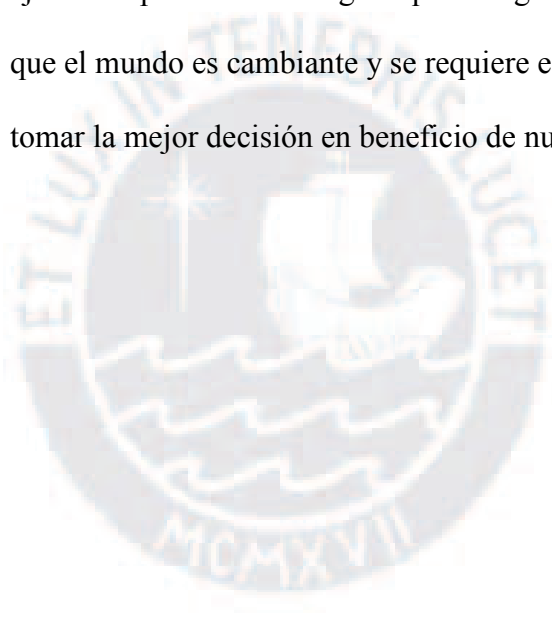 que el mundo es cambiante y se requiere e
tomar la mejor decisión en beneficio de nu
ET LUX IN TENEBRIS LUCET
MCMXVII